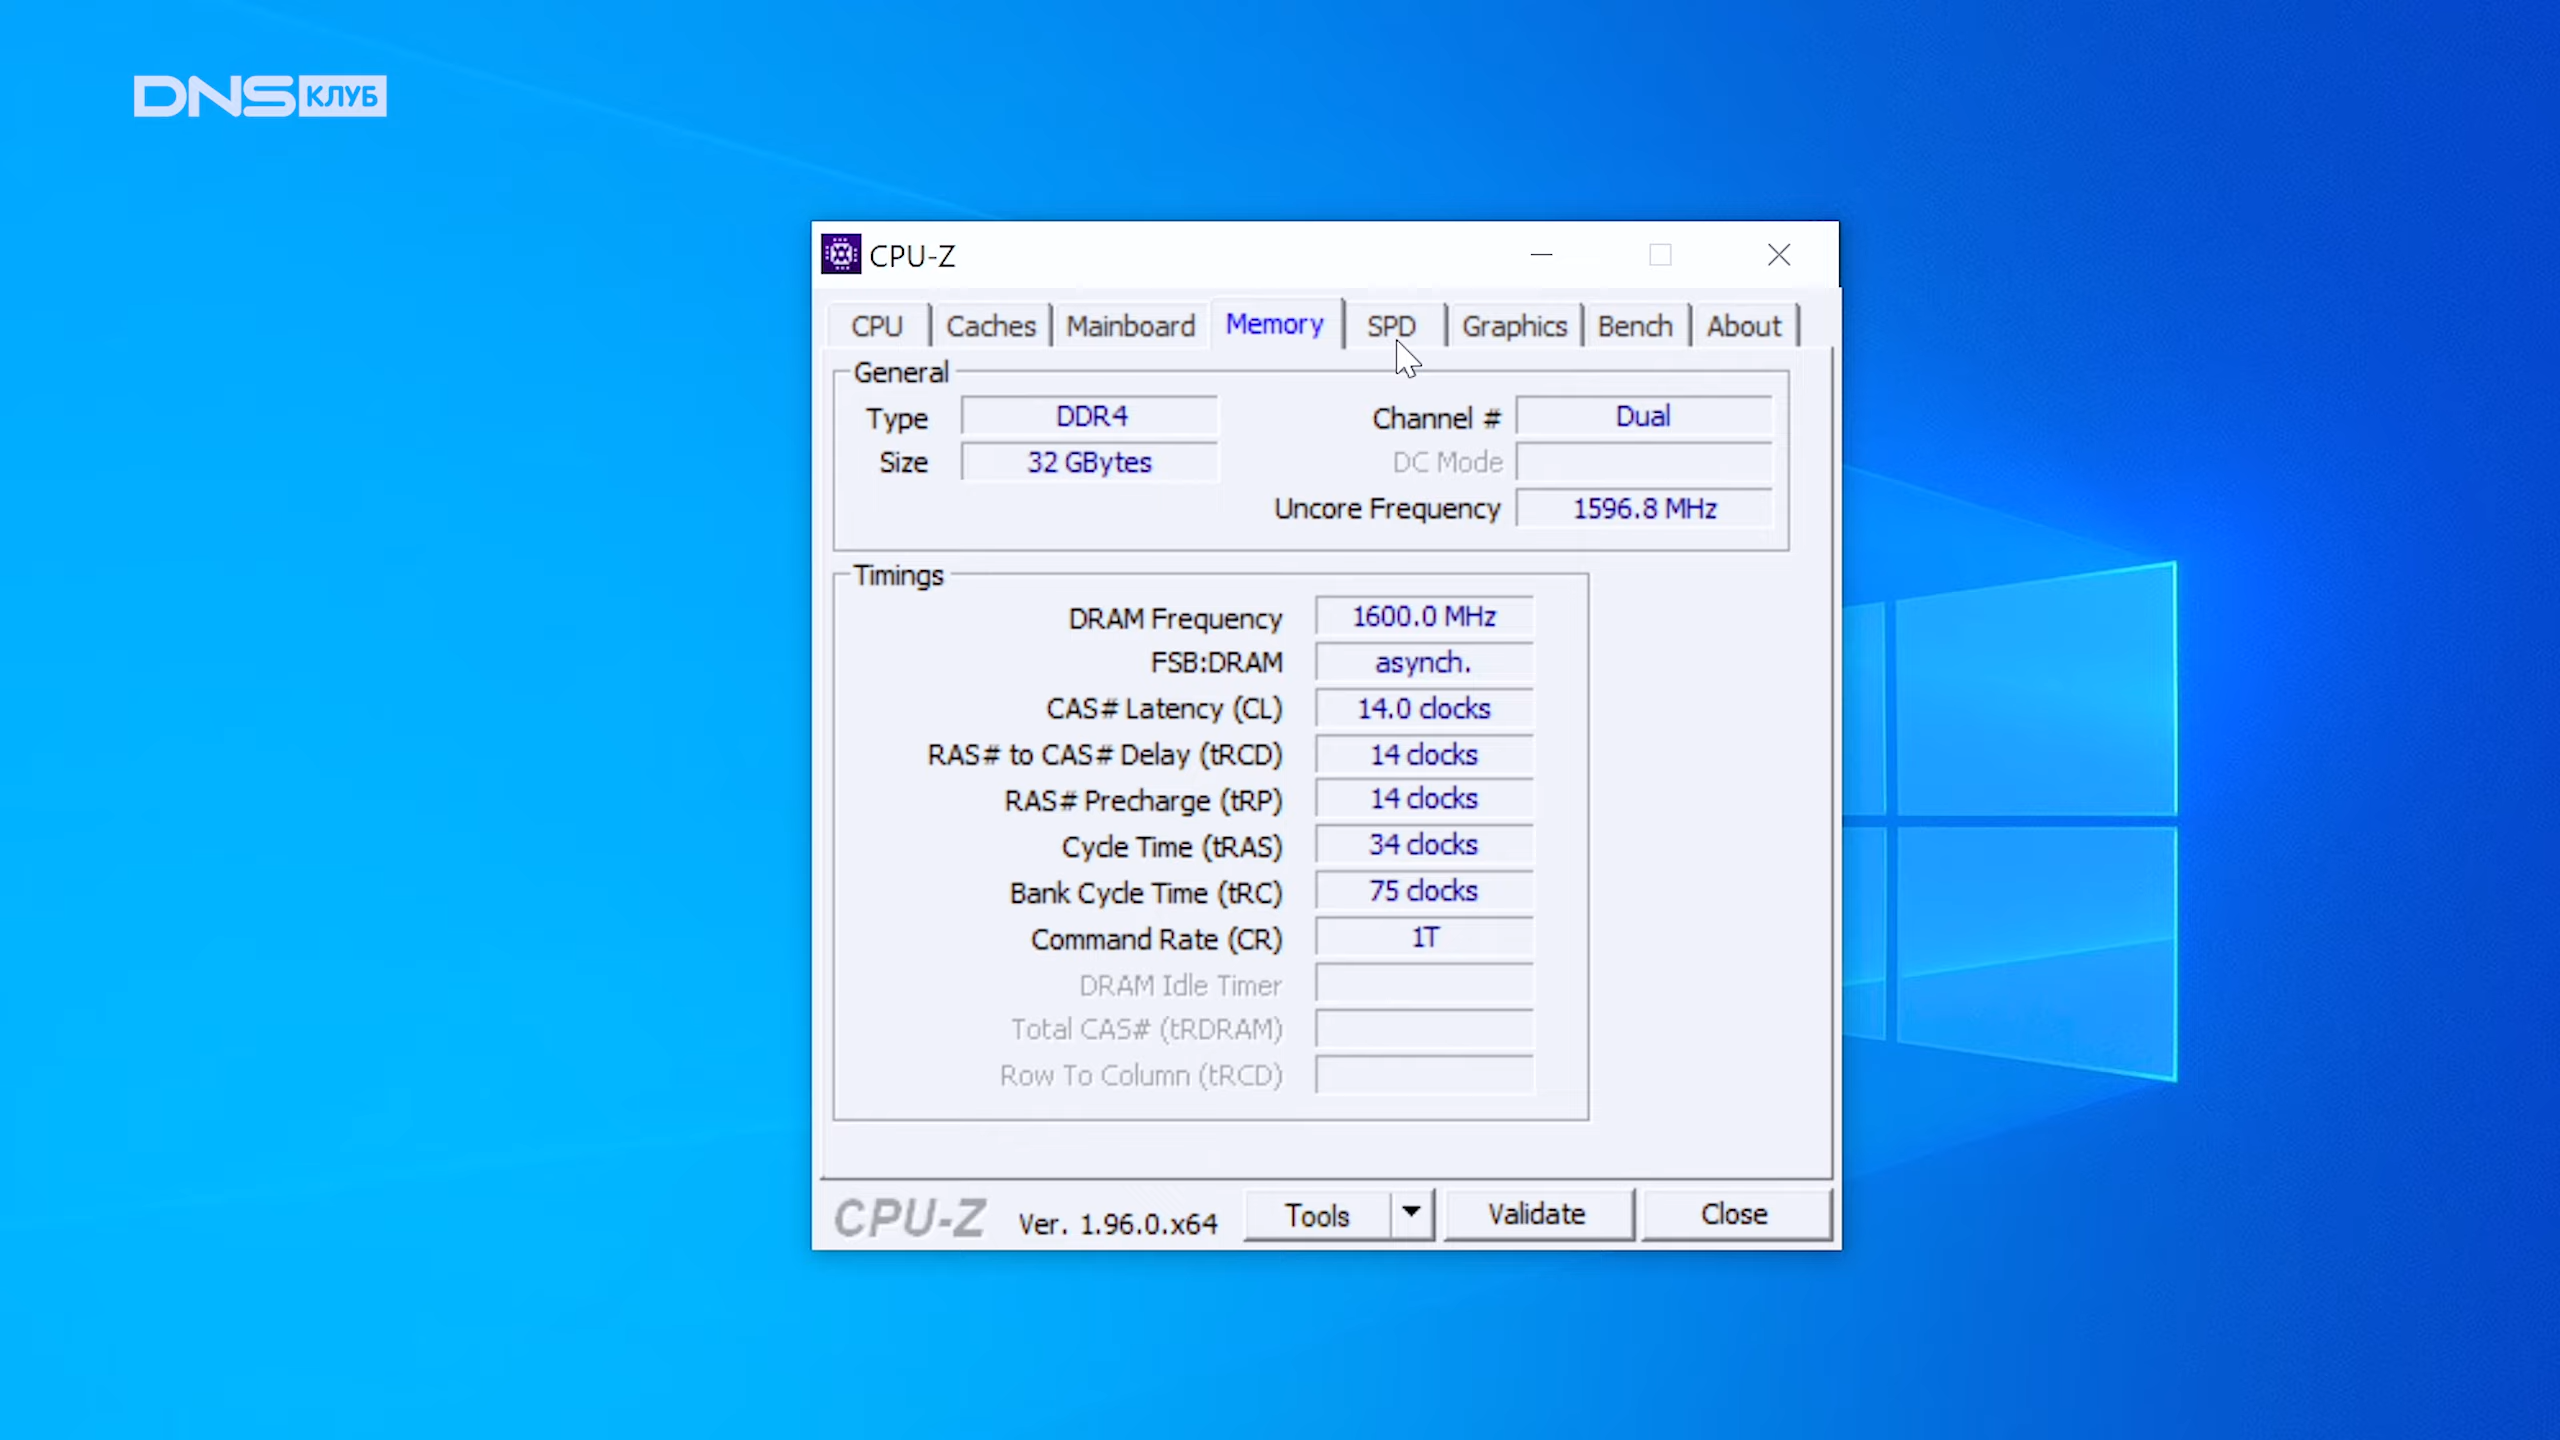 DNS КЛУБ
CPU-Z
CPU Caches Mainboard Memory SPD Graphics Bench About
General
Type DDR4 Channel # Dual
Size 32 GBytes DC Mode
Uncore Frequency 1596.8 MHz
Timings
DRAM Frequency 1600.0 MHz
FSB:DRAM asynch.
CAS# Latency (CL) 14.0 clocks
RAS# to CAS# Delay (tRCD) 14 clocks
RAS# Precharge (tRP) 14 clocks
Cycle Time (tRAS) 34 clocks
Bank Cycle Time (tRC) 75 clocks
Command Rate (CR) 1T
DRAM Idle Timer
Total CAS# (tRDRAM)
Row To Column (tRCD)
CPU-Z Ver. 1.96.0.x64 Tools Validate Close